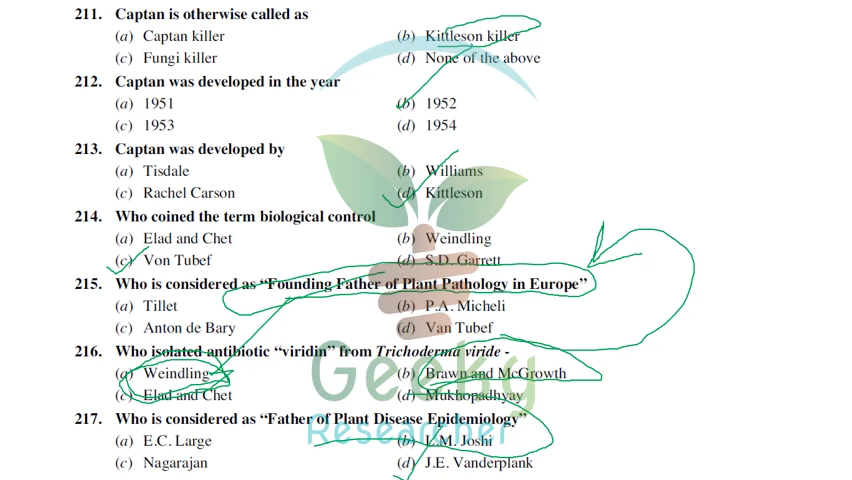 211. Captan is otherwise called as
(a) Captan killer (b) Kittleson killer
(c) Fungi killer (d) None of the above
212. Captan was developed in the year
(a) 1951 (b) 1952
(c) 1953 (d) 1954
213. Captan was developed by
(a) Tisdale (b) Williams
(c) Rachel Carson (d) Kittleson
214. Who coined the term biological control
(a) Elad and Chet (b) Weindling
(c) Von Tubef (d) S.D. Garrett
215. Who is considered as “Founding Father of Plant Pathology in Europe”
(a) Tillet (b) P.A. Micheli
(c) Anton de Bary (d) Van Tubef
216. Who isolated antibiotic “viridin” from Trichoderma viride -
(a) Weindling (b) Brawn and McGrowth
(c) Elad and Chet (d) Mukhopadhyay
217. Who is considered as “Father of Plant Disease Epidemiology”
(a) E.C. Large (b) L.M. Joshi
(c) Nagarajan (d) J.E. Vanderplank
Geeky
Researcher